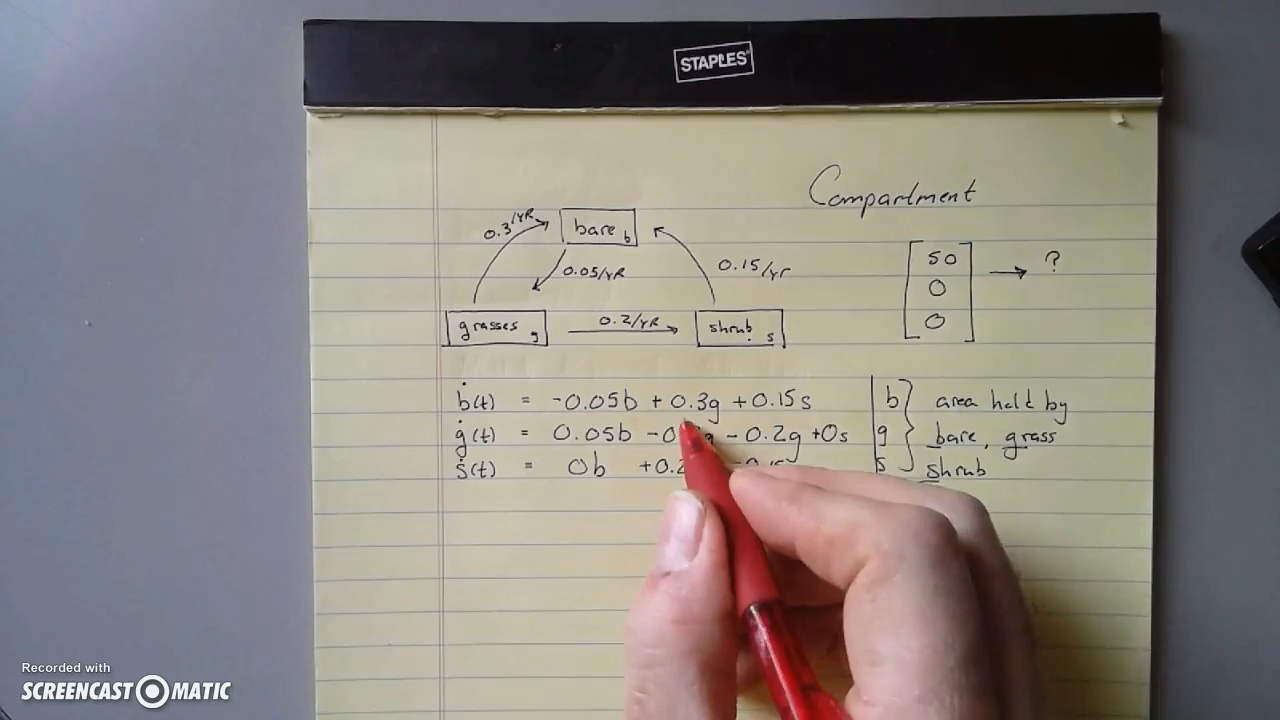 STAPLES
Compartment
0.3/YR
bare b
0.05/YR
0.15/yr
grasses g
0.2/YR
shrub s
50
0
0
?
ḃ(t) = -0.05b + 0.3g + 0.15s
ġ(t) = 0.05b - 0.2g + 0s
ṡ(t) = 0b + 0.2
b
g
s
area held by
bare, grass
shrub
Recorded with
SCREENCAST O MATIC